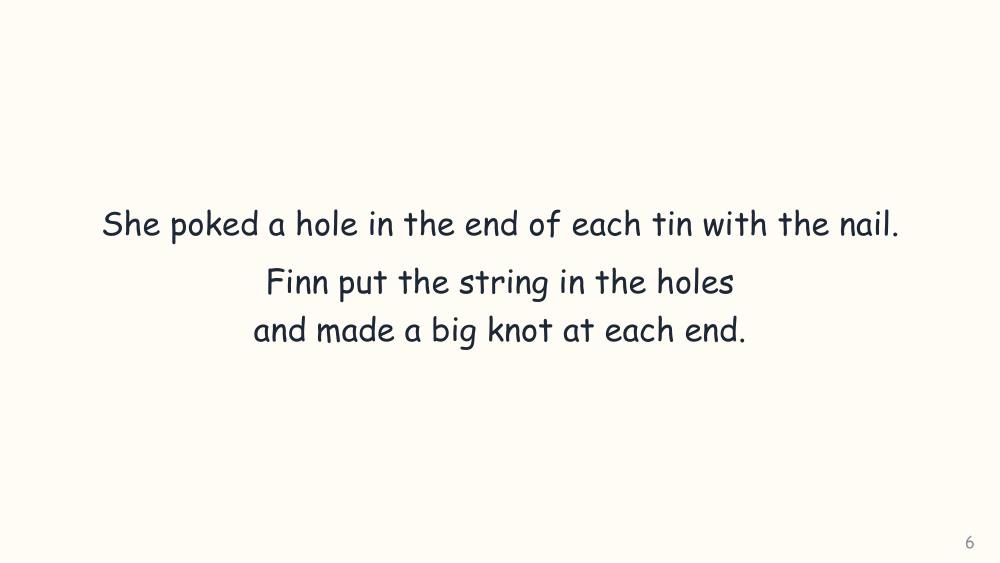 She poked a hole in the end of each tin with the nail.
Finn put the string in the holes
and made a big knot at each end.
6